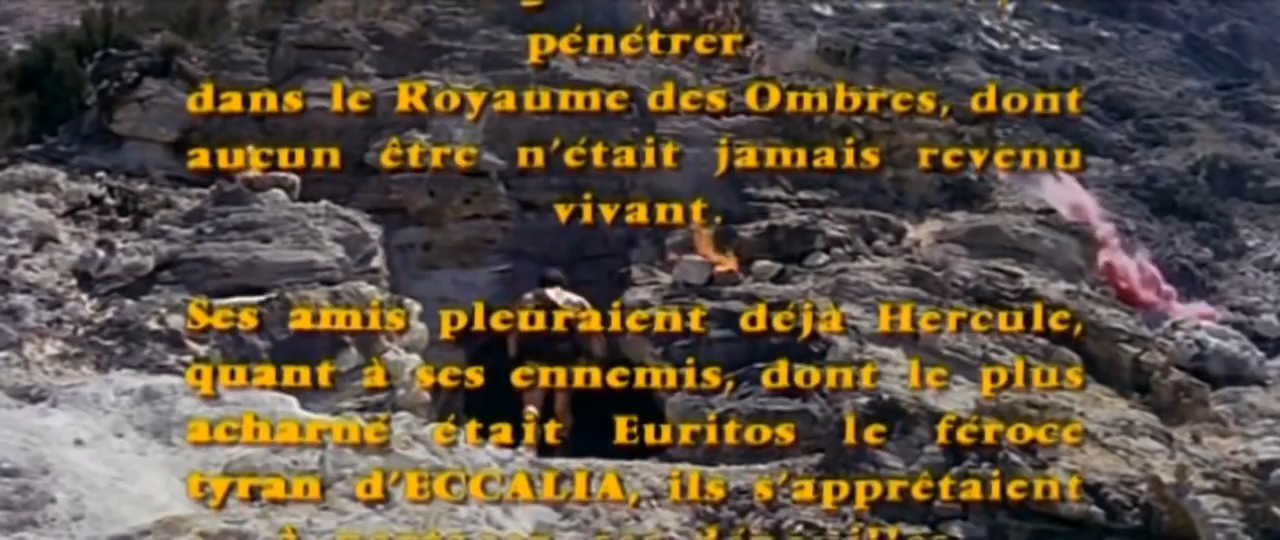 pénétrer
dans le Royaume des Ombres, dont
aucun être n'était jamais revenu
vivant.
Ses amis pleuraient déjà Hercule,
quant à ses ennemis, dont le plus
acharné était Euritos le féroce
tyran d'ECCALIA, ils s'apprêtaient